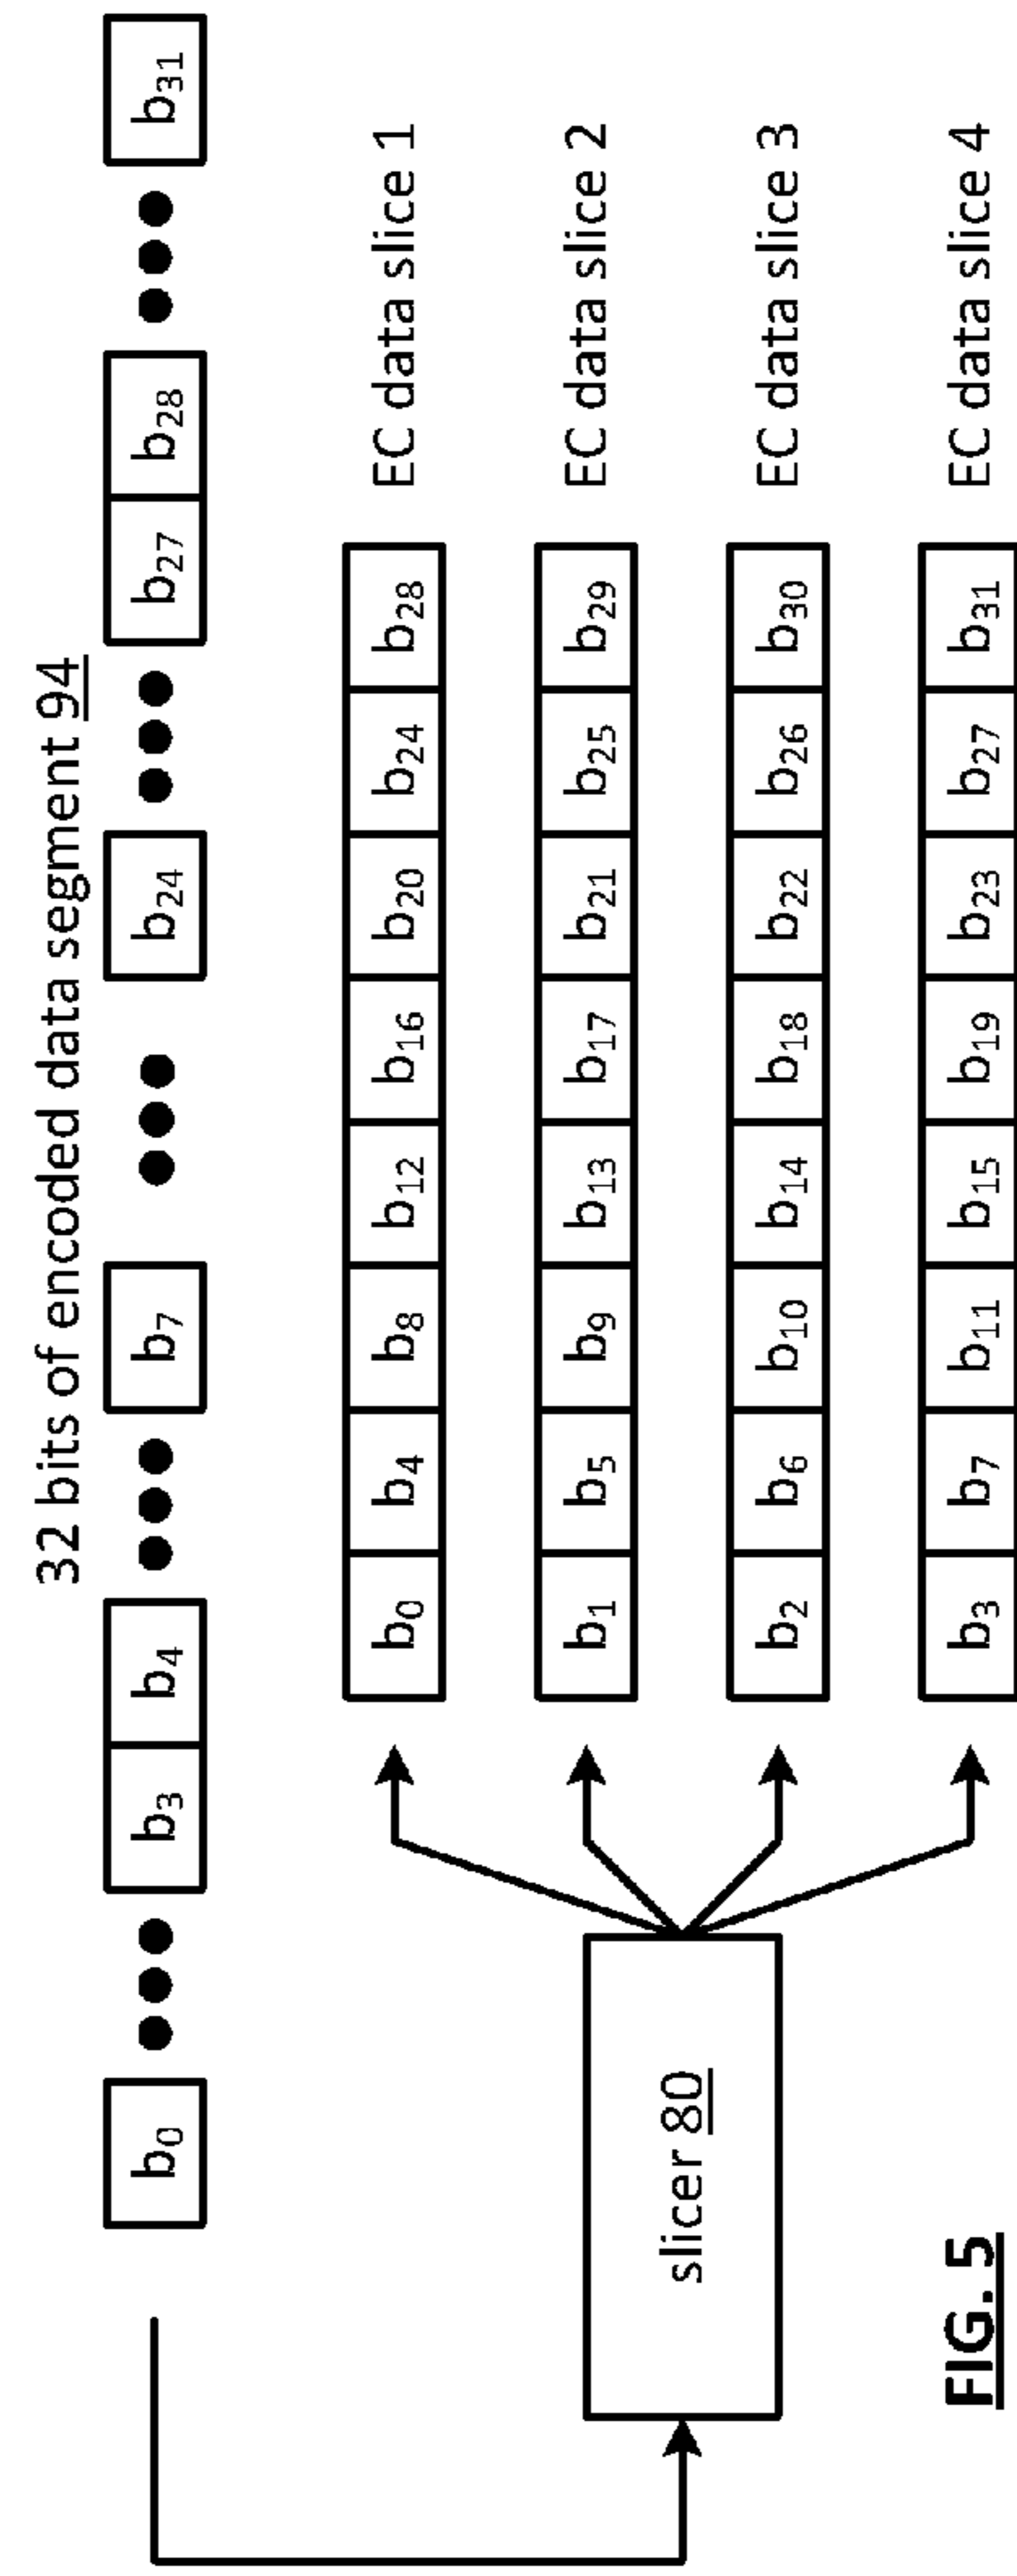 32 bits of encoded data segment 94
b0 b3 b4 b7 b24 b27 b28 b31
b0 b4 b8 b12 b16 b20 b24 b28 EC data slice 1
b1 b5 b9 b13 b17 b21 b25 b29 EC data slice 2
slicer 80
b2 b6 b10 b14 b18 b22 b26 b30 EC data slice 3
b3 b7 b11 b15 b19 b23 b27 b31 EC data slice 4
FIG. 5